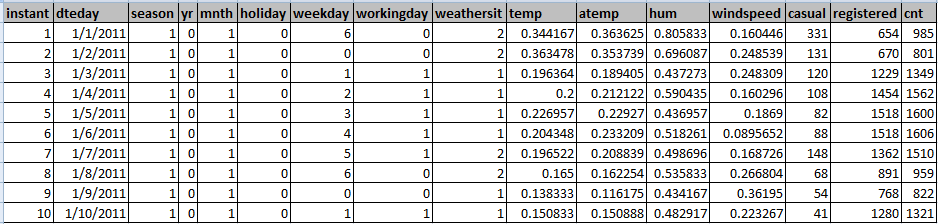 instant dteday season yr mnth holiday weekday workingday weathersit temp atemp hum windspeed casual registered cnt
1 1/1/2011 1 0 1 0 6 0 2 0.344167 0.363625 0.805833 0.160446 331 654 985
2 1/2/2011 1 0 1 0 0 0 2 0.363478 0.353739 0.696087 0.248539 131 670 801
3 1/3/2011 1 0 1 0 1 1 1 0.196364 0.189405 0.437273 0.248309 120 1229 1349
4 1/4/2011 1 0 1 0 2 1 1 0.2 0.212122 0.590435 0.160296 108 1454 1562
5 1/5/2011 1 0 1 0 3 1 1 0.226957 0.22927 0.436957 0.1869 82 1518 1600
6 1/6/2011 1 0 1 0 4 1 1 0.204348 0.233209 0.518261 0.0895652 88 1518 1606
7 1/7/2011 1 0 1 0 5 1 2 0.196522 0.208839 0.498696 0.168726 148 1362 1510
8 1/8/2011 1 0 1 0 6 0 2 0.165 0.162254 0.535833 0.266804 68 891 959
9 1/9/2011 1 0 1 0 0 0 1 0.138333 0.116175 0.434167 0.36195 54 768 822
10 1/10/2011 1 0 1 0 1 1 1 0.150833 0.150888 0.482917 0.223267 41 1280 1321